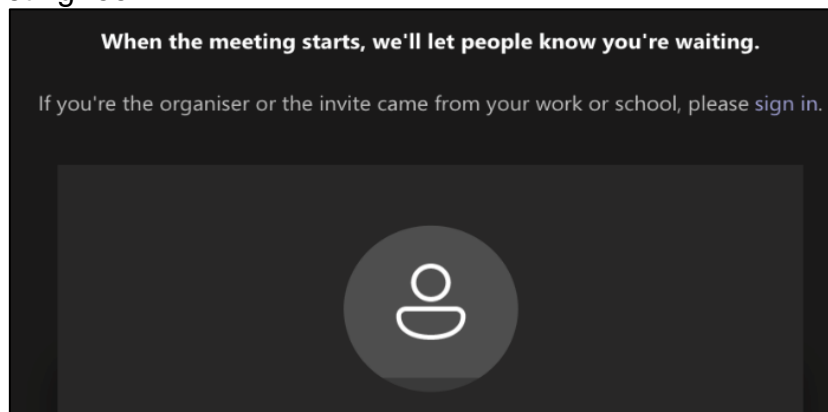 When the meeting starts, we'll let people know you're waiting.
If you're the organiser or the invite came from your work or school, please sign in.